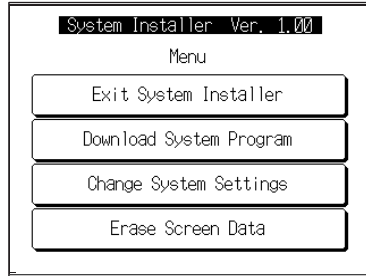 System Installer Ver. 1.00
Menu
Exit System Installer
Download System Program
Change System Settings
Erase Screen Data